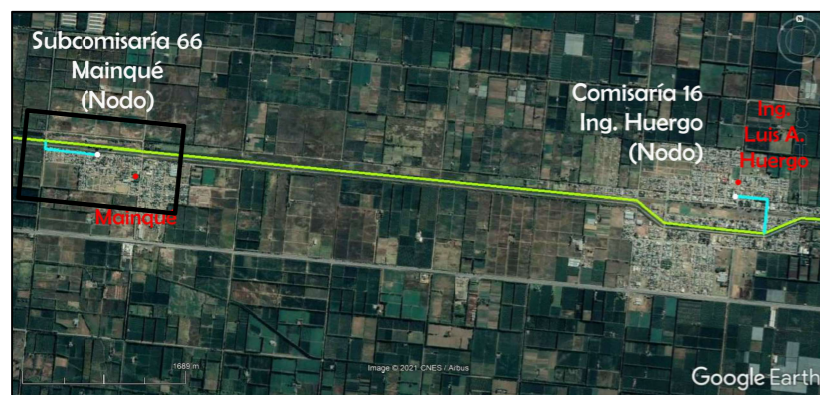 Subcomisaría 66
Mainqué
(Nodo)
Comisaría 16
Ing. Huergo
(Nodo)
Ing.
Luis A.
Huergo
Mainque
1689 m
Image © 2021 CNES / Airbus
Google Earth